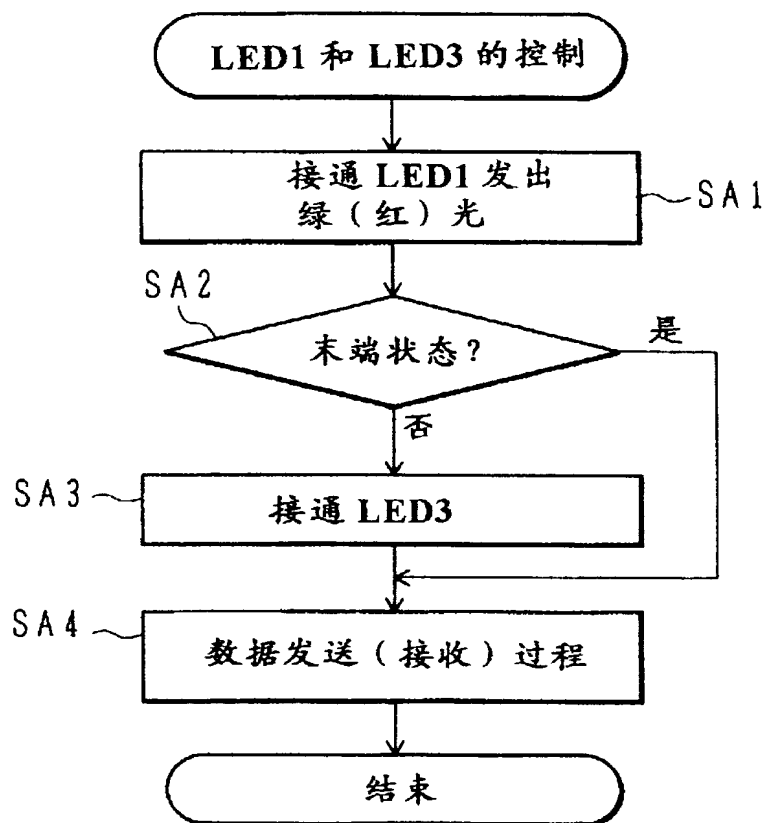 LED1 和 LED3 的控制
接通 LED1 发出
绿（红）光
SA1
SA2
末端状态？
是
否
SA3
接通 LED3
SA4
数据发送（接收）过程
结束